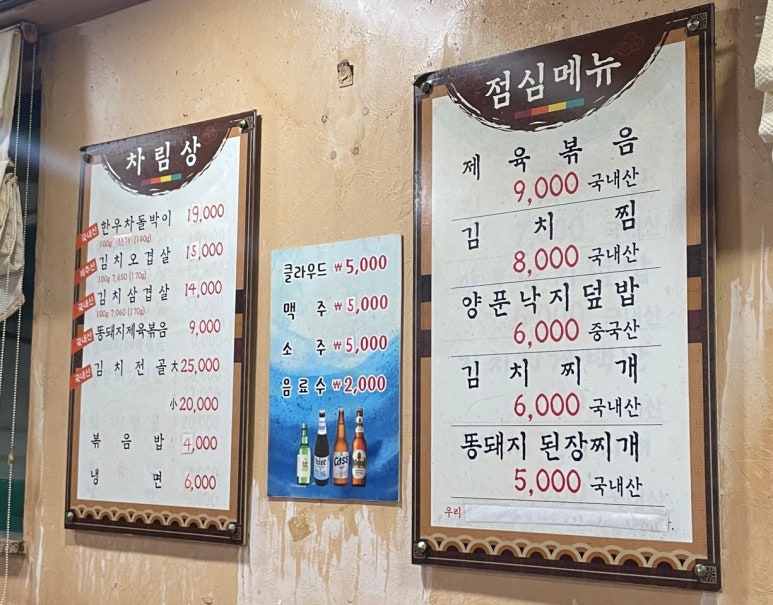 차림상
국내산 한우차돌박이 19,000
100g (140g)
제주산 김치오겹살 15,000
100g 7,450 (170g)
국내산 김치삼겹살 14,000
100g 7,060 (170g)
국내산 똥돼지제육볶음 9,000
국내산 김치전골 大 25,000
小 20,000
볶음밥 4,000
냉면 6,000
클라우드 ₩5,000
맥주 ₩5,000
소주 ₩5,000
음료수 ₩2,000
Cass
점심메뉴
제육볶음
9,000 국내산
김치찜
8,000 국내산
양푼낙지덮밥
6,000 중국산
김치찌개
6,000 국내산
똥돼지 된장찌개
5,000 국내산
우리